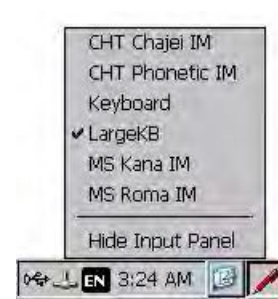 CHT Chajei IM
CHT Phonetic IM
Keyboard
LargeKB
MS Kana IM
MS Roma IM
Hide Input Panel
EN 3:24 AM